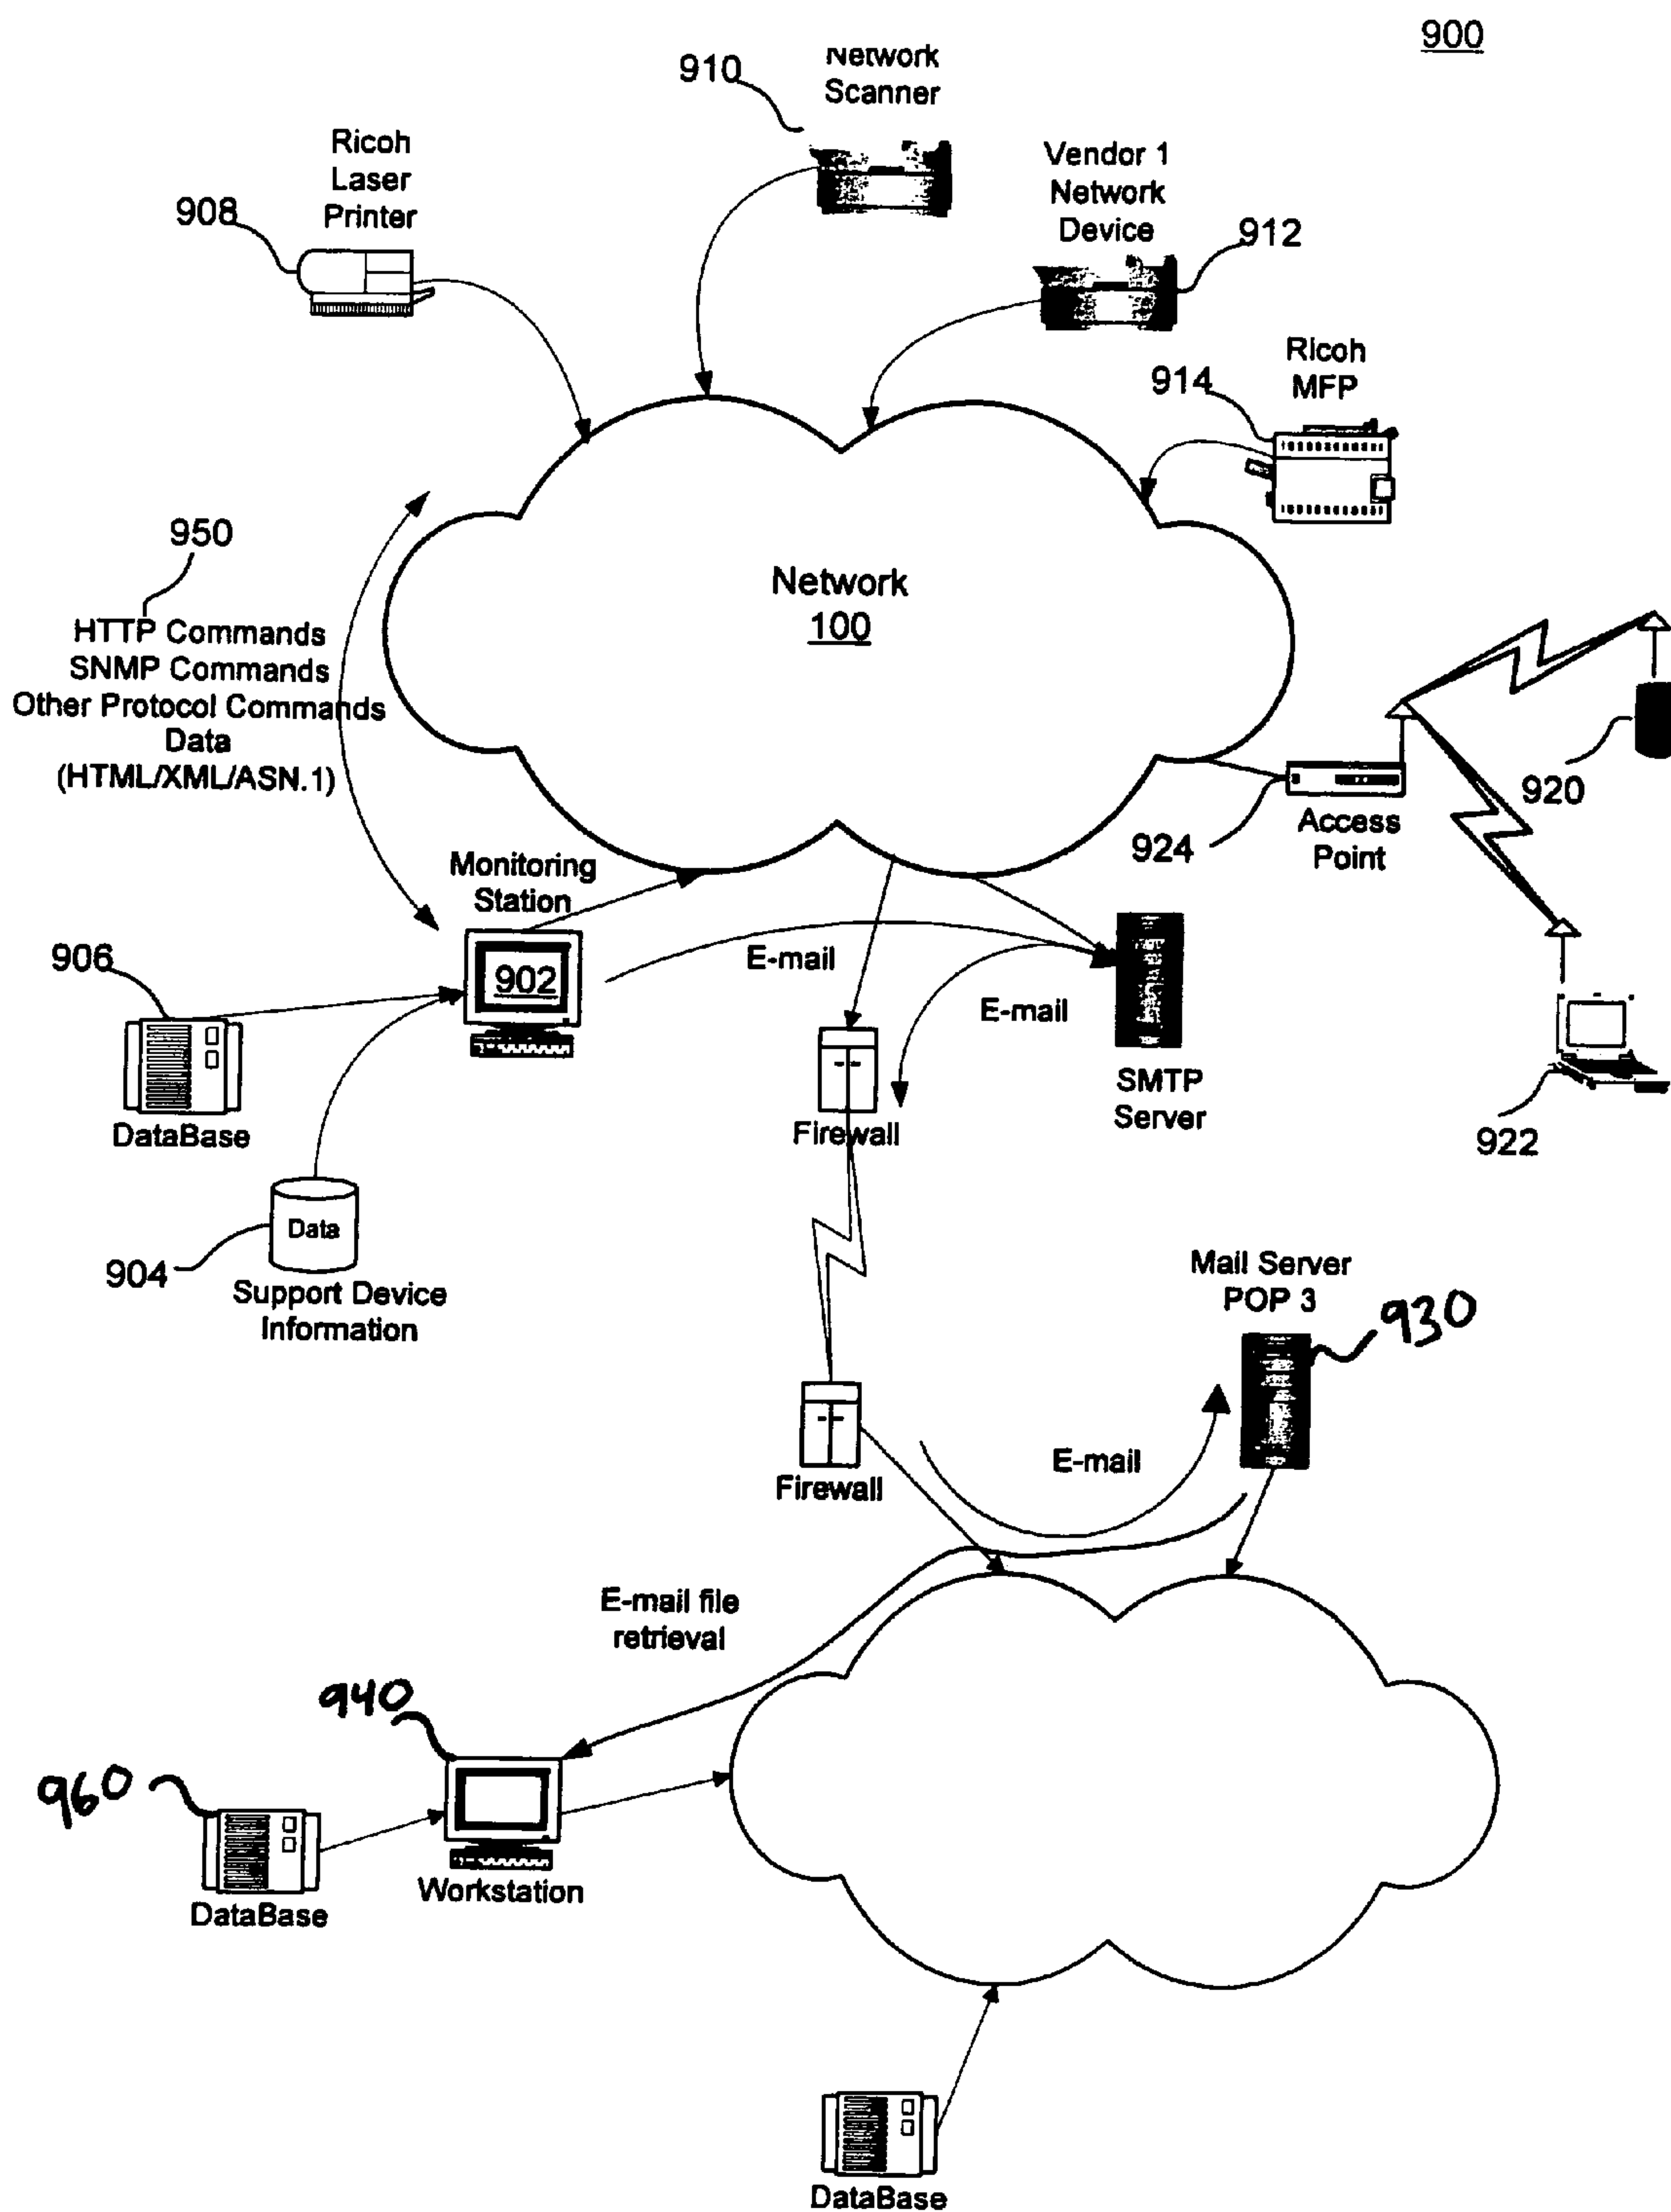 900
910
Network
Scanner
Ricoh
Laser
Printer
908
Vendor 1
Network
Device
912
Ricoh
MFP
914
950
HTTP Commands
SNMP Commands
Other Protocol Commands
Data
(HTML/XML/ASN.1)
Network
100
920
924
Access
Point
Monitoring
Station
902
906
DataBase
E-mail
E-mail
SMTP
Server
Firewall
922
Data
904
Support Device
Information
Mail Server
POP 3
930
Firewall
E-mail
E-mail file
retrieval
940
960
Workstation
DataBase
DataBase